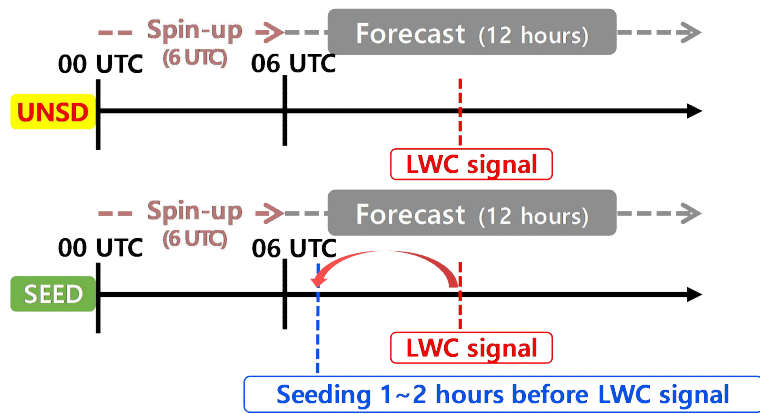 Spin-up
Forecast (12 hours)
(6 UTC)
00 UTC
06 UTC
UNSD
LWC signal
Spin-up
Forecast (12 hours)
(6 UTC)
00 UTC
06 UTC
SEED
LWC signal
Seeding 1~2 hours before LWC signal